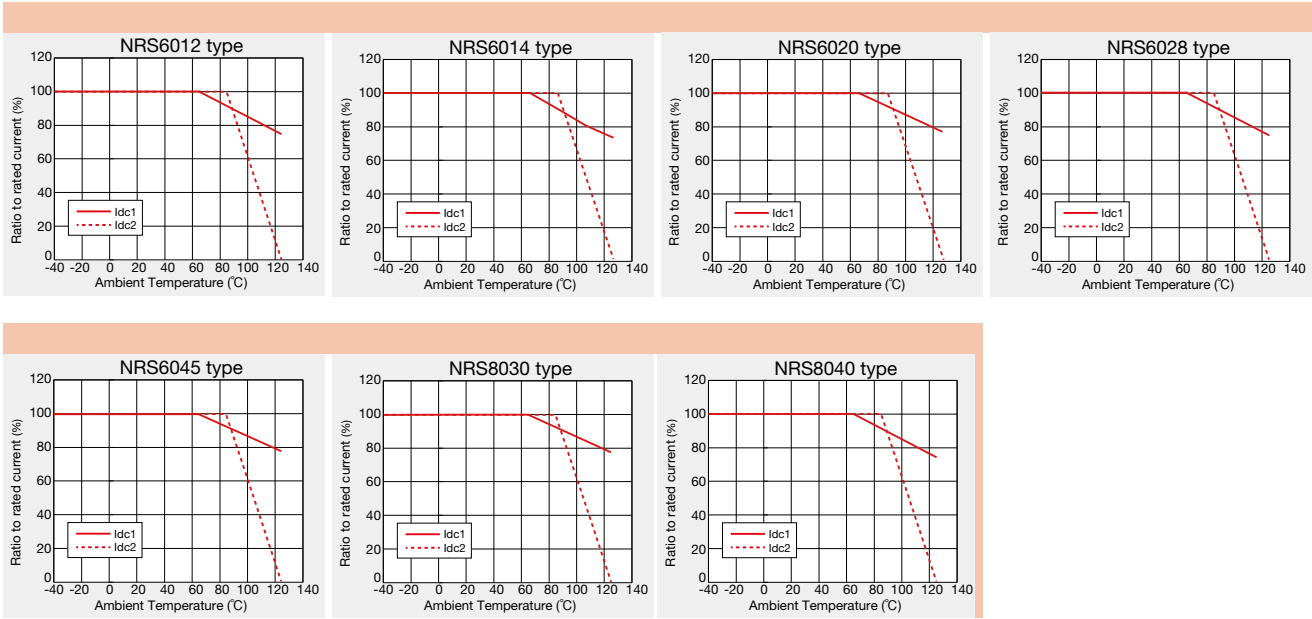 NRS6012 type
120
100
80
60
40
20
0
-40 -20 0 20 40 60 80 100 120 140
Ratio to rated current (%)
Ambient Temperature (℃)
Idc1
Idc2
NRS6014 type
120
100
80
60
40
20
0
-40 -20 0 20 40 60 80 100 120 140
Ratio to rated current (%)
Ambient Temperature (℃)
Idc1
Idc2
NRS6020 type
120
100
80
60
40
20
0
-40 -20 0 20 40 60 80 100 120 140
Ratio to rated current (%)
Ambient Temperature (℃)
Idc1
Idc2
NRS6028 type
120
100
80
60
40
20
0
-40 -20 0 20 40 60 80 100 120 140
Ratio to rated current (%)
Ambient Temperature (℃)
Idc1
Idc2
NRS6045 type
120
100
80
60
40
20
0
-40 -20 0 20 40 60 80 100 120 140
Ratio to rated current (%)
Ambient Temperature (℃)
Idc1
Idc2
NRS8030 type
120
100
80
60
40
20
0
-40 -20 0 20 40 60 80 100 120 140
Ratio to rated current (%)
Ambient Temperature (℃)
Idc1
Idc2
NRS8040 type
120
100
80
60
40
20
0
-40 -20 0 20 40 60 80 100 120 140
Ratio to rated current (%)
Ambient Temperature (℃)
Idc1
Idc2